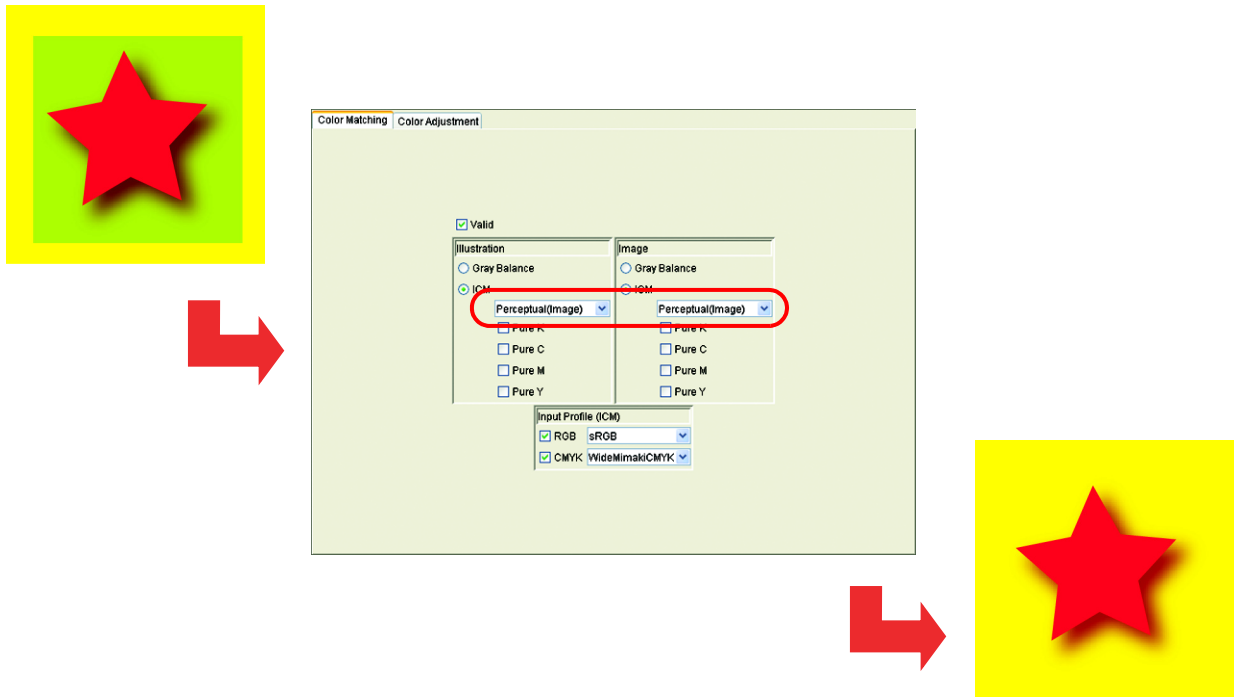 Color Matching Color Adjustment
Valid
Illustration Image
Gray Balance Gray Balance
ICM ICM
Perceptual(Image) Perceptual(Image)
Pure K Pure K
Pure C Pure C
Pure M Pure M
Pure Y Pure Y
Input Profile (ICM)
RGB sRGB
CMYK WideMimakiCMYK